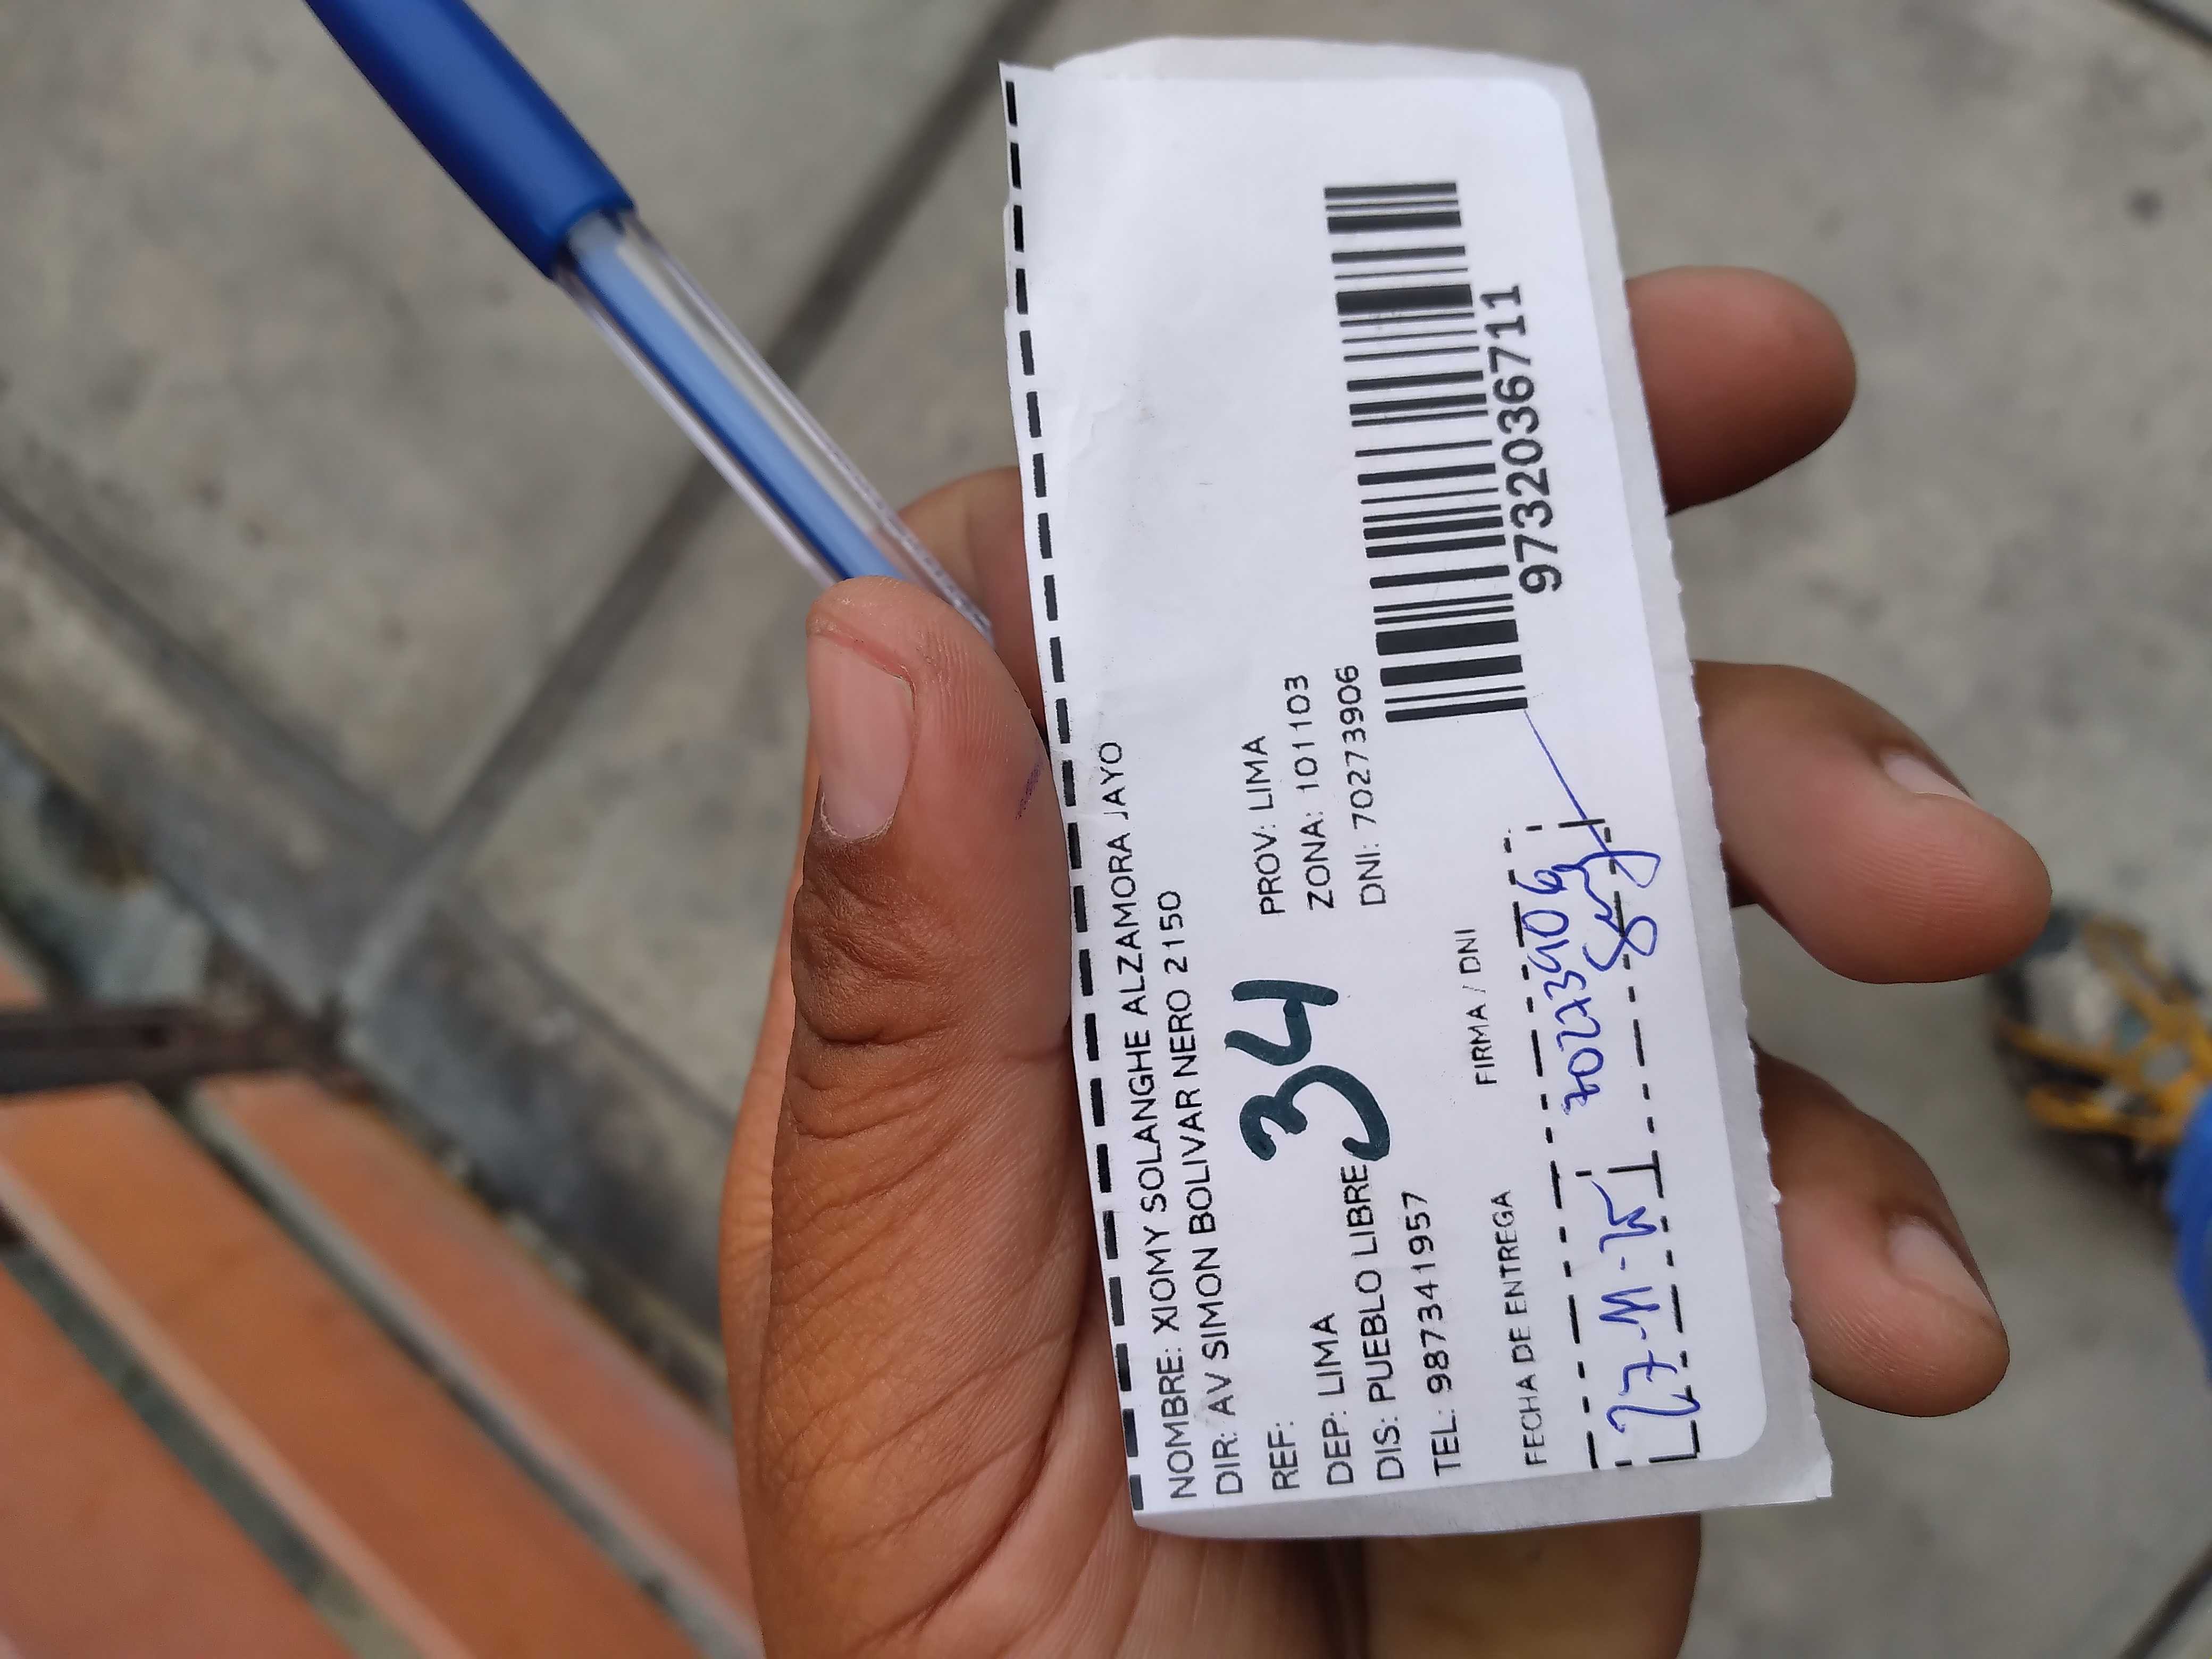 NOMBRE: XIOMY SOLANGHE ALZAMORA JAYO
DIR: AV SIMON BOLIVAR NERO 2150
REF:
34
DEP: LIMA PROV: LIMA
DIS: PUEBLO LIBRE ZONA: 101103
TEL: 987341957 DNI: 70273906
9732036711
FECHA DE ENTREGA FIRMA / DNI
27-11-25 70273906